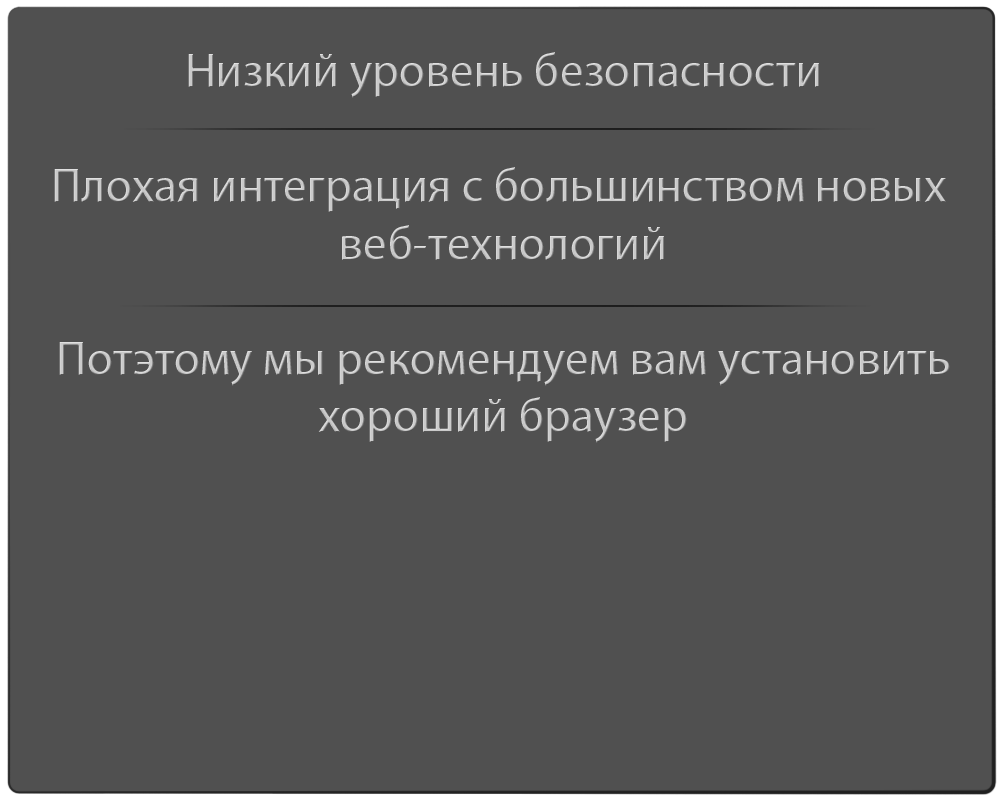 Низкий уровень безопасности
Плохая интеграция с большинством новых
веб-технологий
Потэтому мы рекомендуем вам установить
хороший браузер